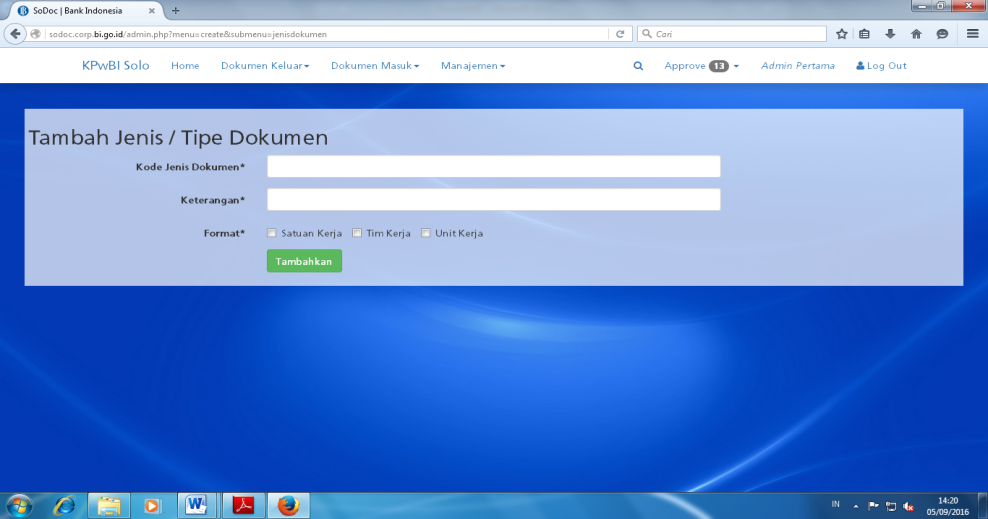 SoDoc | Bank Indonesia
sodoc.corp.bi.go.id/admin.php?menu=create&submenu=jenisdokumen
Cari
KPwBI Solo Home Dokumen Keluar Dokumen Masuk Manajemen Approve 13 Admin Pertama Log Out
Tambah Jenis / Tipe Dokumen
Kode Jenis Dokumen*
Keterangan*
Format* Satuan Kerja Tim Kerja Unit Kerja
Tambahkan
IN
14:20
05/09/2016